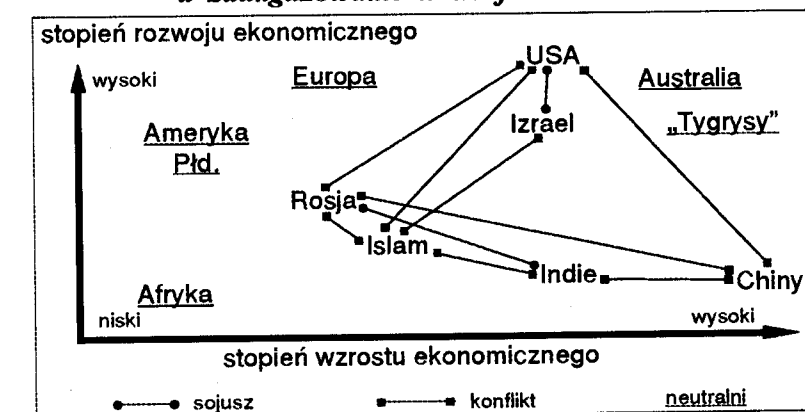 stopień rozwoju ekonomicznego
wysoki
Europa
USA
Australia
Ameryka
Płd.
Izrael
„Tygrysy”
Rosja
Islam
Indie
Chiny
Afryka
niski
wysoki
stopień wzrostu ekonomicznego
sojusz
konflikt
neutralni